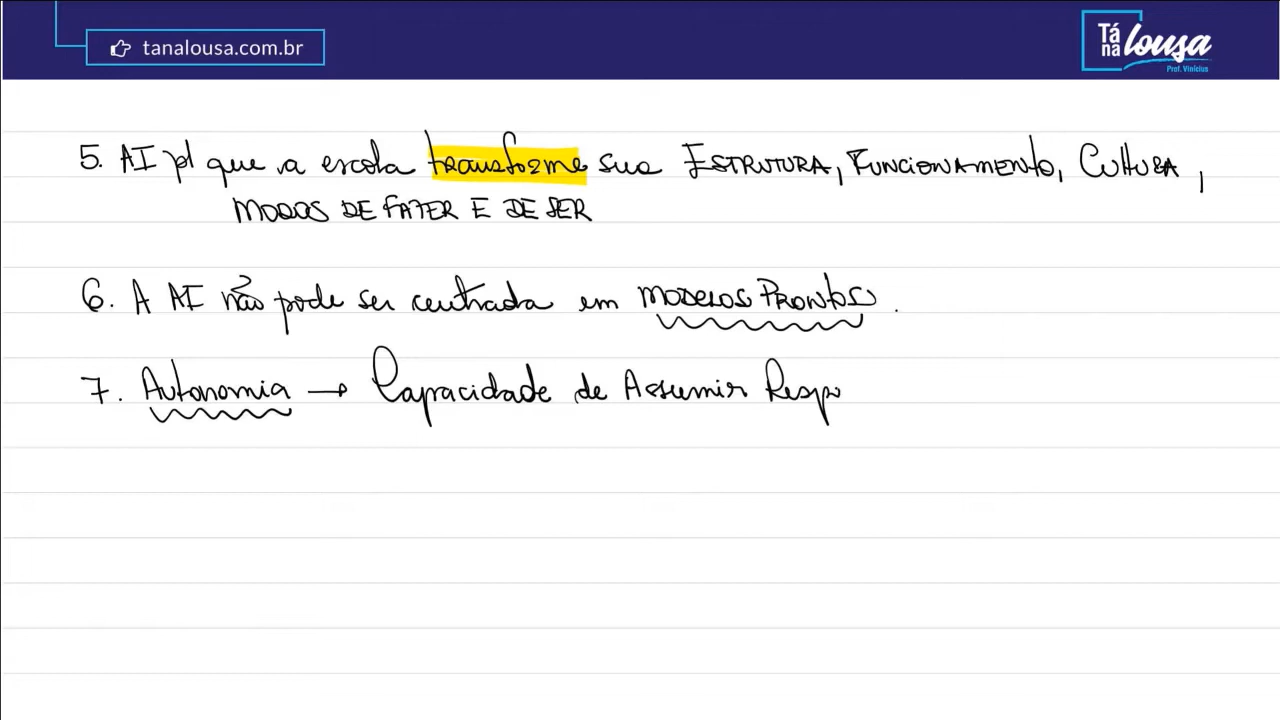 tanalousa.com.br
Tá na lousa
Prof. Vinícius
5. AI p/ que a escola transforme sua ESTRUTURA, FUNCIONAMENTO, CULTURA,
MODOS DE FAZER E DE SER
6. A AI não pode ser centrada em MODELOS PRONTOS.
7. Autonomia → Capacidade de Assumir Respo